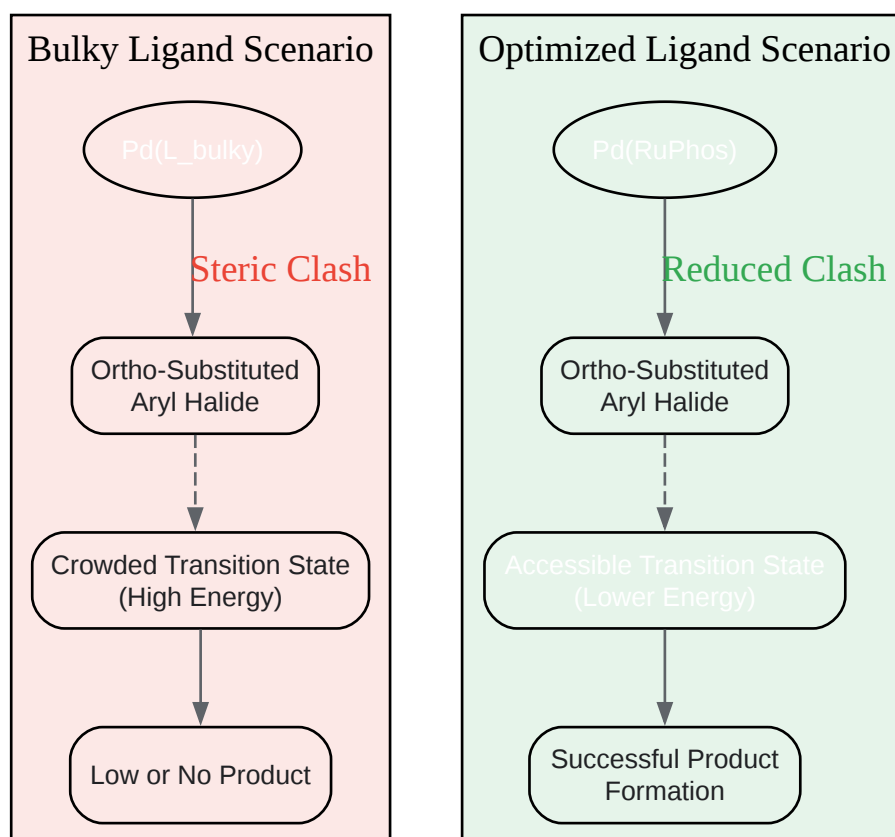 Bulky Ligand Scenario
Pd(L_bulky)
Steric Clash
Ortho-Substituted
Aryl Halide
Crowded Transition State
(High Energy)
Low or No Product
Optimized Ligand Scenario
Pd(RuPhos)
Reduced Clash
Ortho-Substituted
Aryl Halide
Accessible Transition State
(Lower Energy)
Successful Product
Formation